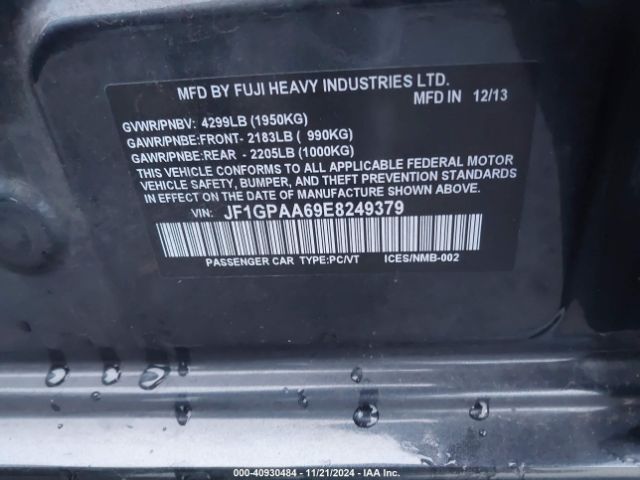 MFD BY FUJI HEAVY INDUSTRIES LTD.
MFD IN 12/13
GVWR/PNBV: 4299LB (1950KG)
GAWR/PNBE:FRONT- 2183LB ( 990KG)
GAWR/PNBE:REAR - 2205LB (1000KG)
THIS VEHICLE CONFORMS TO ALL APPLICABLE FEDERAL MOTOR
VEHICLE SAFETY, BUMPER, AND THEFT PREVENTION STANDARDS
IN EFFECT ON THE DATE OF MANUFACTURE SHOWN ABOVE.
VIN: JF1GPAA69E8249379
PASSENGER CAR TYPE:PC/VT ICES/NMB-002
000-40930484 - 11/21/2024 - IAA Inc.